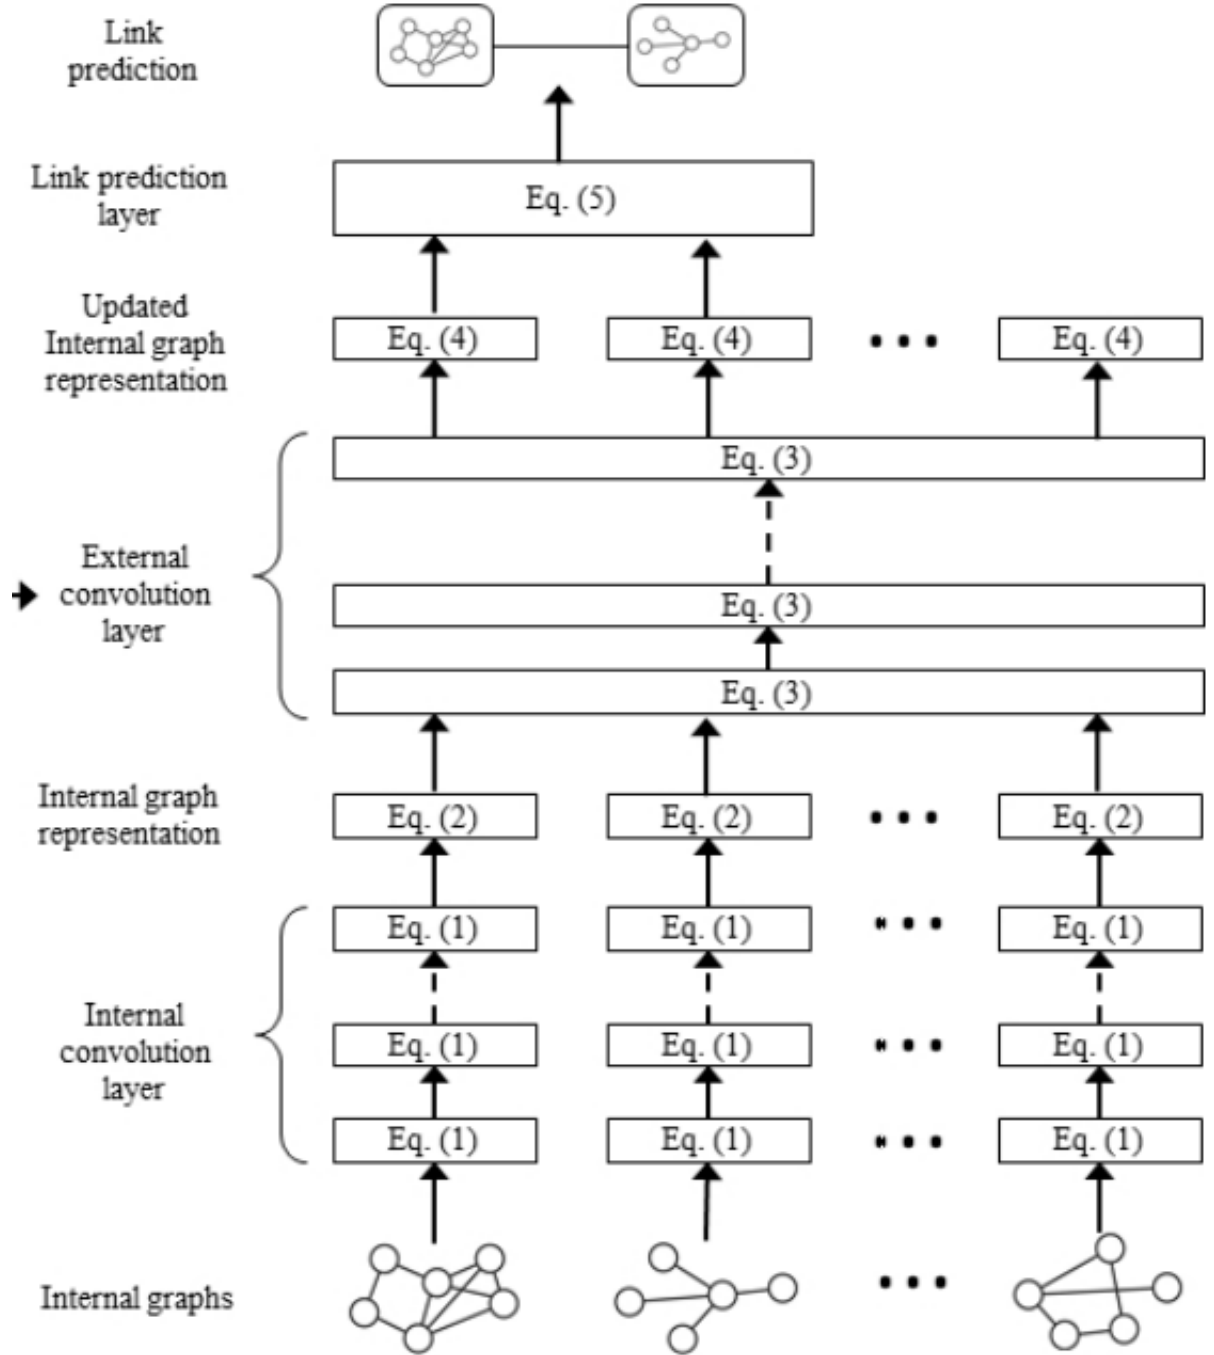 Link
prediction
Link prediction
layer
Eq. (5)
Updated
Internal graph
representation
Eq. (4) Eq. (4) Eq. (4)
Eq. (3)
External
convolution
layer
Eq. (3)
Eq. (3)
Internal graph
representation
Eq. (2) Eq. (2) Eq. (2)
Eq. (1) Eq. (1) Eq. (1)
Internal
convolution
layer
Eq. (1) Eq. (1) Eq. (1)
Eq. (1) Eq. (1) Eq. (1)
Internal graphs